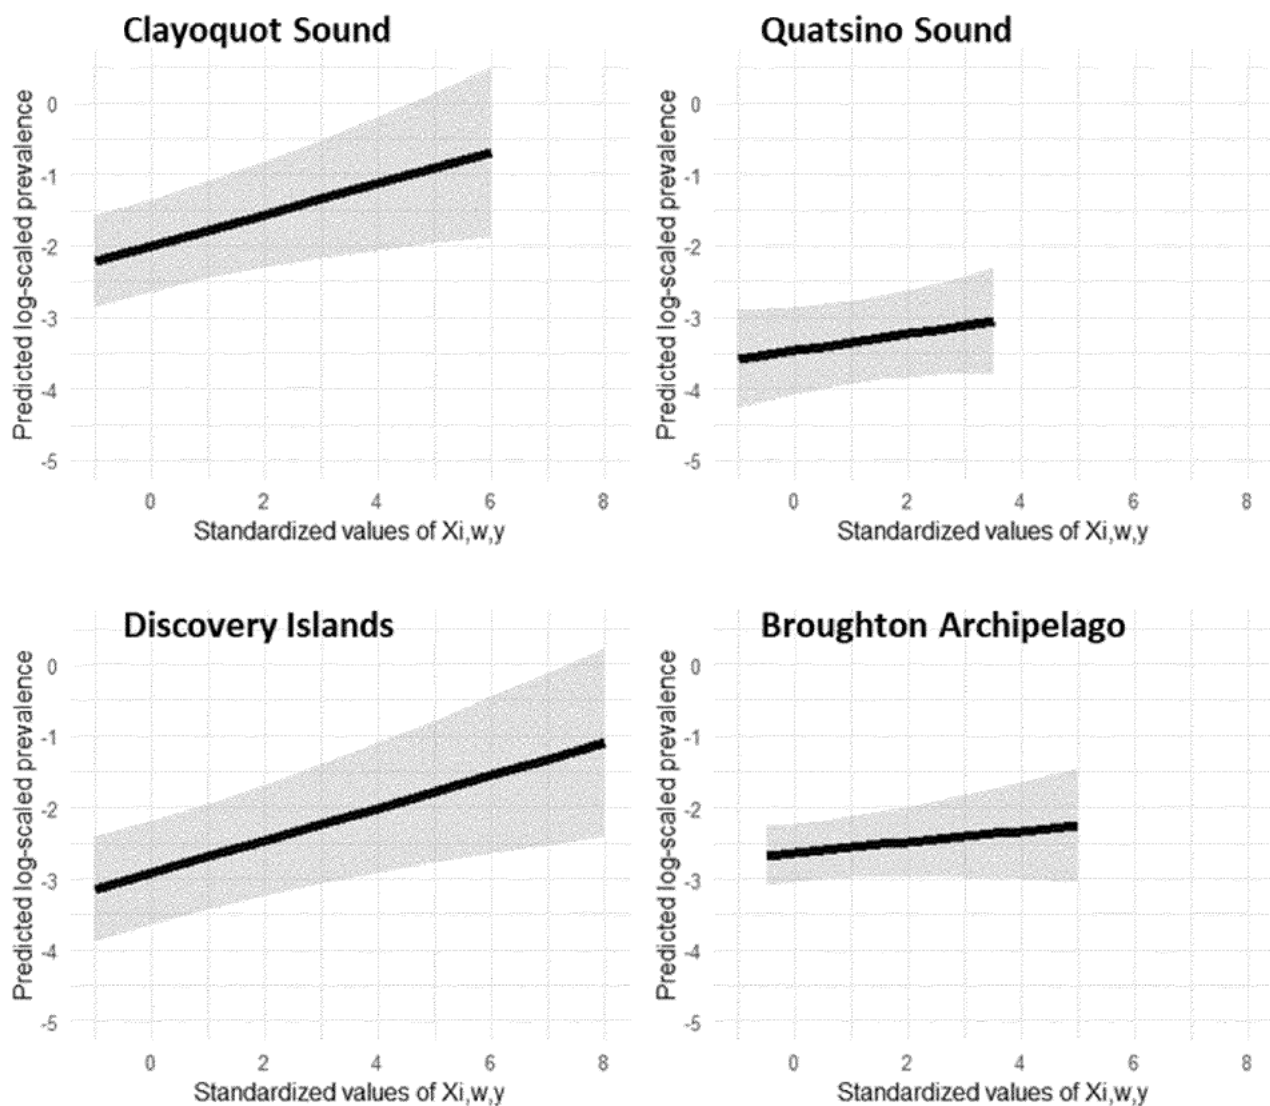 Clayoquot Sound
Predicted log-scaled prevalence
0
-1
-2
-3
-4
-5
0 2 4 6 8
Standardized values of Xi,w,y
Quatsino Sound
Predicted log-scaled prevalence
0
-1
-2
-3
-4
-5
0 2 4 6 8
Standardized values of Xi,w,y
Discovery Islands
Predicted log-scaled prevalence
0
-1
-2
-3
-4
-5
0 2 4 6 8
Standardized values of Xi,w,y
Broughton Archipelago
Predicted log-scaled prevalence
0
-1
-2
-3
-4
-5
0 2 4 6 8
Standardized values of Xi,w,y